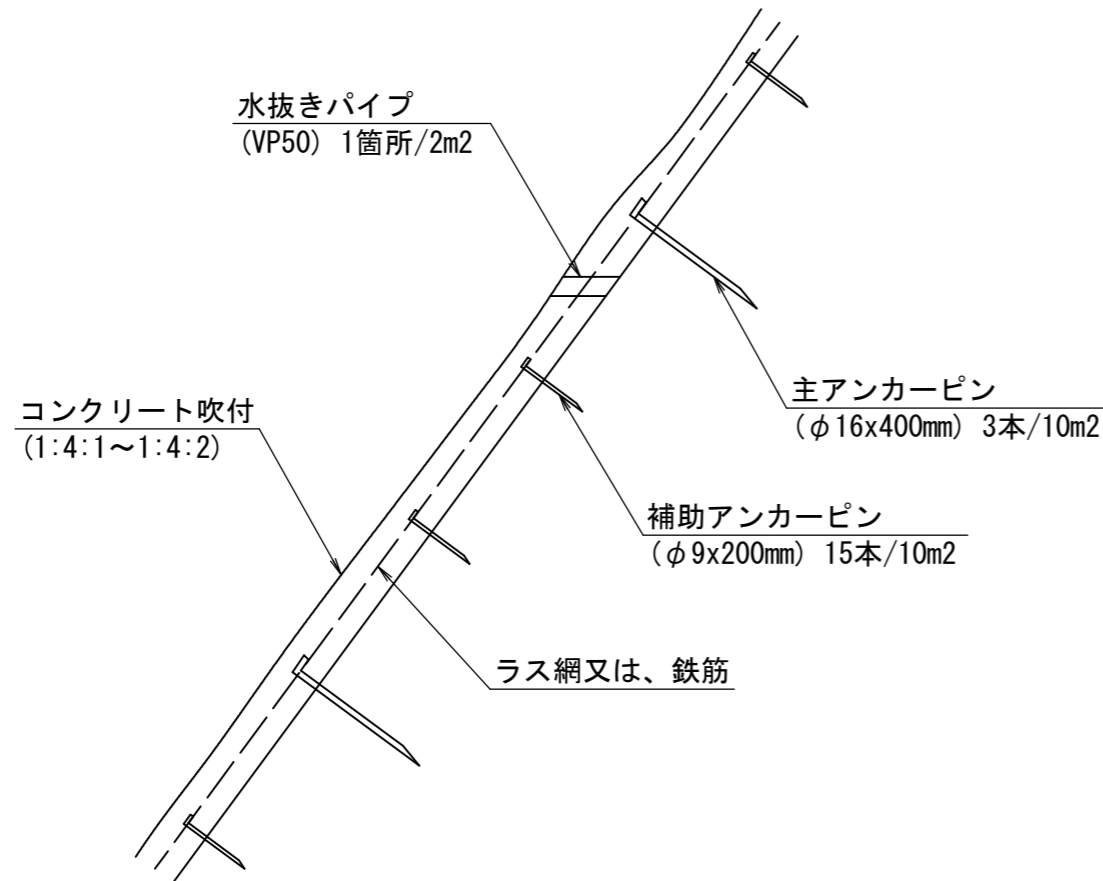 水抜きパイプ
(VP50) 1箇所/2m2
主アンカーピン
(φ16x400mm) 3本/10m2
コンクリート吹付
(1:4:1～1:4:2)
補助アンカーピン
(φ9x200mm) 15本/10m2
ラス網又は、鉄筋